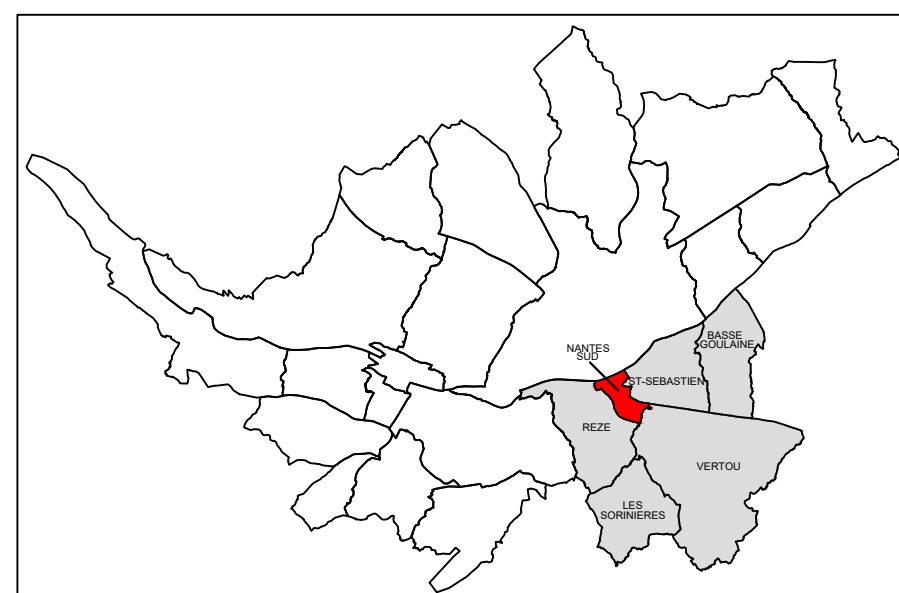 BASSE
GOULAINE
NANTES
SUD
ST-SEBASTIEN
REZE
VERTOU
LES
SORINIERES